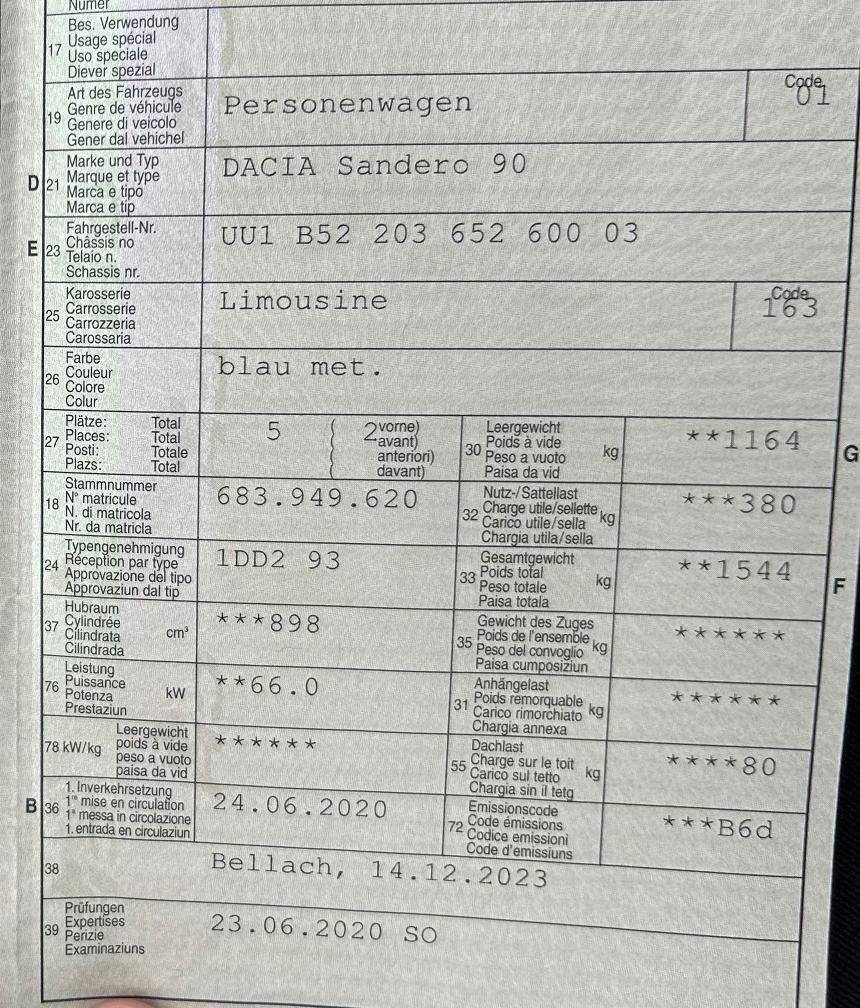 Numer
17 Bes. Verwendung
Usage spécial
Uso speciale
Diever spezial
19 Art des Fahrzeugs
Genre de véhicule
Genere di veicolo
Gener dal vehichel
Personenwagen
Code
01
D 21 Marke und Typ
Marque et type
Marca e tipo
Marca e tip
DACIA Sandero 90
E 23 Fahrgestell-Nr.
Châssis no
Telaio n.
Schassis nr.
UU1 B52 203 652 600 03
25 Karosserie
Carrosserie
Carrozzeria
Carossaria
Limousine
Code
163
26 Farbe
Couleur
Colore
Colur
blau met.
27 Plätze: Total
Places: Total
Posti: Totale
Plazs: Total
5 ( 2 vorne)
avant)
anteriori)
davant)
30 Leergewicht
Poids à vide
Peso a vuoto
Paisa da vid
kg
**1164
G
18 Stammnummer
N° matricule
N. di matricola
Nr. da matricla
683.949.620
32 Nutz-/Sattellast
Charge utile/sellette
Carico utile/sella
Chargia utila/sella
kg
***380
24 Typengenehmigung
Réception par type
Approvazione del tipo
Approvaziun dal tip
1DD2 93
33 Gesamtgewicht
Poids total
Peso totale
Paisa totala
kg
**1544
F
37 Hubraum
Cylindrée
Cilindrata
Cilindrada
cm³
***898
35 Gewicht des Zuges
Poids de l'ensemble
Peso del convoglio
Paisa cumposiziun
kg
******
76 Leistung
Puissance
Potenza
Prestaziun
kW
**66.0
31 Anhängelast
Poids remorquable
Carico rimorchiato
Chargia annexa
kg
******
78 kW/kg Leergewicht
poids à vide
peso a vuoto
paisa da vid
******
55 Dachlast
Charge sur le toit
Carico sul tetto
Chargia sin il tetg
kg
****80
B 36 1. Inverkehrsetzung
1re mise en circulation
1a messa in circolazione
1. entrada en circulaziun
24.06.2020
72 Emissionscode
Code émissions
Codice emissioni
Code d'emissiuns
***B6d
38 Bellach, 14.12.2023
39 Prüfungen
Expertises
Perizie
Examinaziuns
23.06.2020 SO